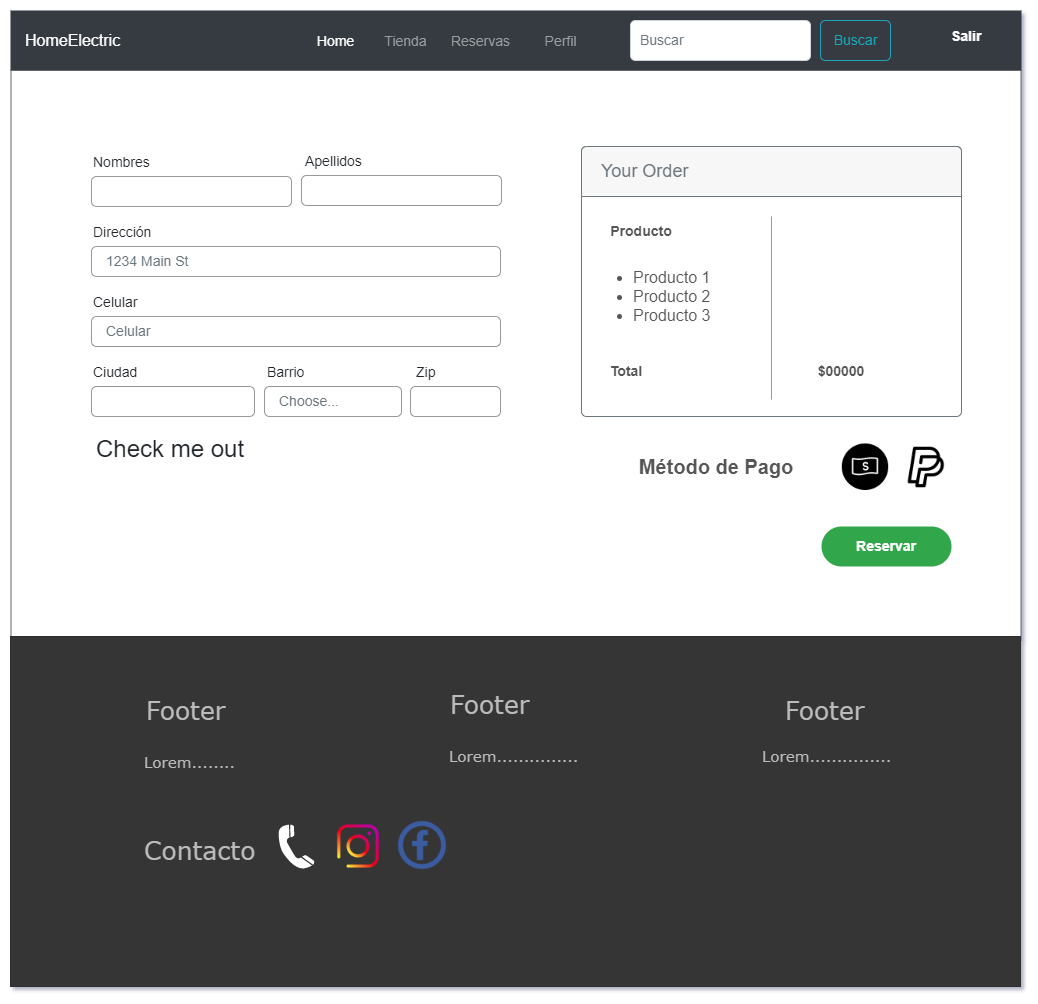 HomeElectric Home Tienda Reservas Perfil Buscar Buscar Salir
Nombres Apellidos
Dirección
1234 Main St
Celular
Celular
Ciudad Barrio Zip
Choose...
Check me out
Your Order
Producto
Producto 1
Producto 2
Producto 3
Total $00000
Método de Pago
S
Reservar
Footer Footer Footer
Lorem........ Lorem............... Lorem...............
Contacto